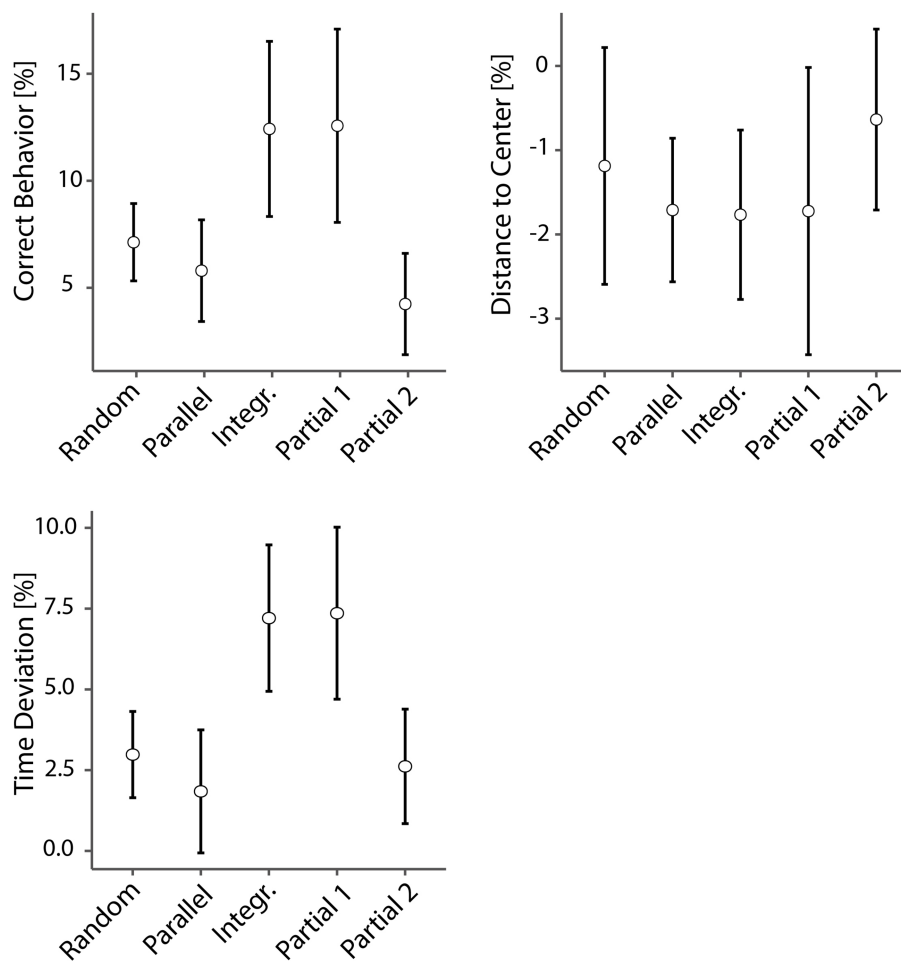 Correct Behavior [%]
15
10
5
Random
Parallel
Integr.
Partial 1
Partial 2
Distance to Center [%]
0
-1
-2
-3
Random
Parallel
Integr.
Partial 1
Partial 2
Time Deviation [%]
10.0
7.5
5.0
2.5
0.0
Random
Parallel
Integr.
Partial 1
Partial 2